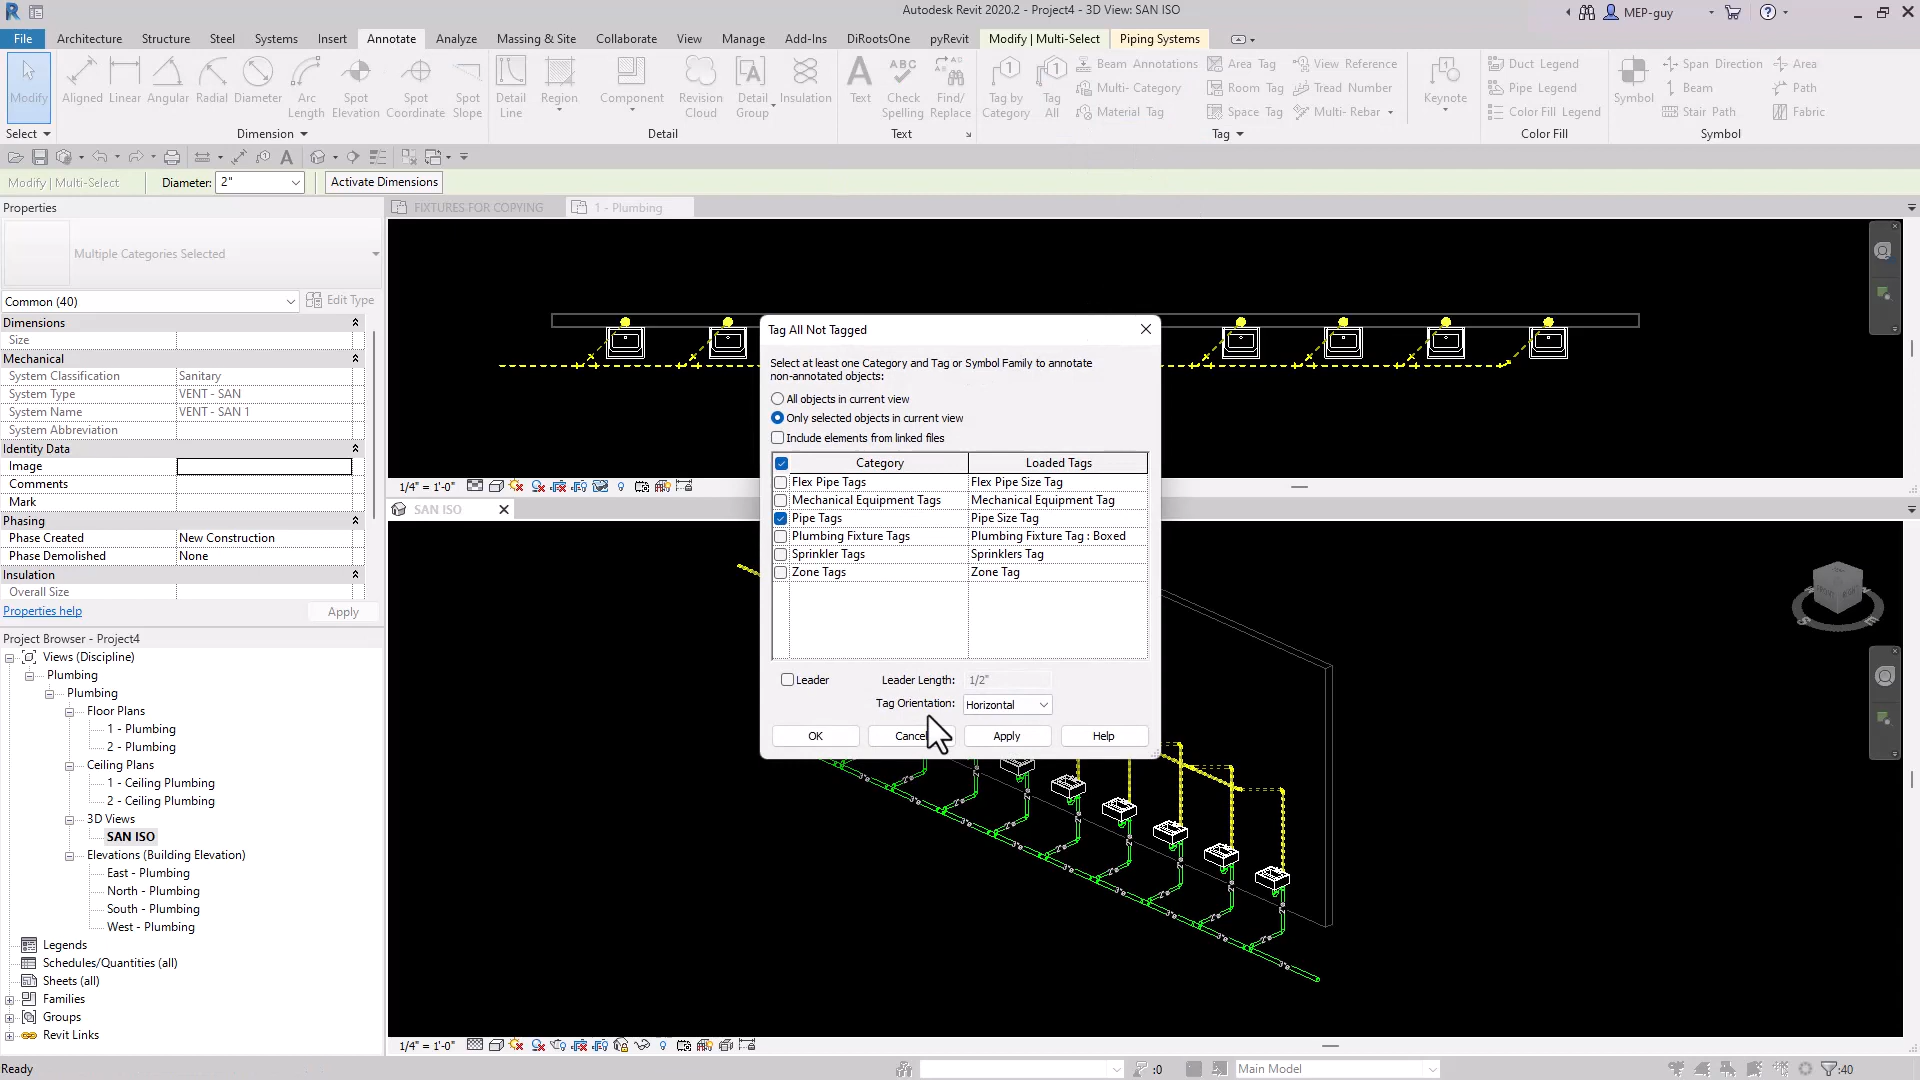 Autodesk Revit 2020.2 - Project4 - 3D View: SAN ISO
MEP-guy
File Architecture Structure Steel Systems Insert Annotate Analyze Massing & Site Collaborate View Manage Add-Ins DiRootsOne pyRevit Modify | Multi-Select Piping Systems
Modify
Aligned
Linear
Angular
Radial
Diameter
Arc
Length
Spot
Elevation
Spot
Coordinate
Spot
Slope
Detail
Line
Region
Component
Revision
Cloud
Detail
Group
Insulation
Text
Check
Spelling
Find/
Replace
Tag by
Category
Tag
All
Beam Annotations
Multi- Category
Material Tag
Area Tag
Room Tag
Space Tag
View Reference
Tread Number
Multi- Rebar
Keynote
Duct Legend
Pipe Legend
Color Fill Legend
Symbol
Span Direction
Beam
Stair Path
Area
Path
Fabric
Select Dimension Detail Text Tag Color Fill Symbol
Modify | Multi-Select Diameter: 2" Activate Dimensions
Properties
Multiple Categories Selected
Common (40) Edit Type
Dimensions
Size
Mechanical
System Classification Sanitary
System Type VENT - SAN
System Name VENT - SAN 1
System Abbreviation
Identity Data
Image
Comments
Mark
Phasing
Phase Created New Construction
Phase Demolished None
Insulation
Overall Size
Properties help Apply
Project Browser - Project4
Views (Discipline)
Plumbing
Plumbing
Floor Plans
1 - Plumbing
2 - Plumbing
Ceiling Plans
1 - Ceiling Plumbing
2 - Ceiling Plumbing
3D Views
SAN ISO
Elevations (Building Elevation)
East - Plumbing
North - Plumbing
South - Plumbing
West - Plumbing
Legends
Schedules/Quantities (all)
Sheets (all)
Families
Groups
Revit Links
FIXTURES FOR COPYING 1 - Plumbing
1/4" = 1'-0"
SAN ISO
Tag All Not Tagged
Select at least one Category and Tag or Symbol Family to annotate
non-annotated objects:
All objects in current view
Only selected objects in current view
Include elements from linked files
Category Loaded Tags
Flex Pipe Tags Flex Pipe Size Tag
Mechanical Equipment Tags Mechanical Equipment Tag
Pipe Tags Pipe Size Tag
Plumbing Fixture Tags Plumbing Fixture Tag : Boxed
Sprinkler Tags Sprinklers Tag
Zone Tags Zone Tag
Leader Leader Length: 1/2"
Tag Orientation: Horizontal
OK Cancel Apply Help
1/4" = 1'-0"
Ready :0 Main Model :40